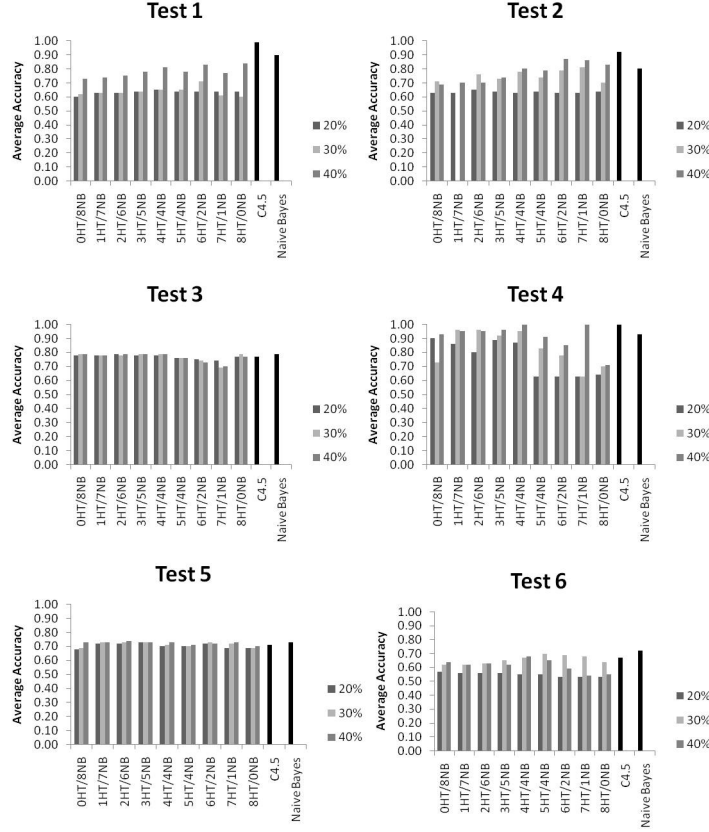 Test 1
Average Accuracy
1.00
0.90
0.80
0.70
0.60
0.50
0.40
0.30
0.20
0.10
0.00
0HT/8NB
1HT/7NB
2HT/6NB
3HT/5NB
4HT/4NB
5HT/4NB
6HT/2NB
7HT/1NB
8HT/0NB
C4.5
Naive Bayes
20%
30%
40%
Test 2
Average Accuracy
1.00
0.90
0.80
0.70
0.60
0.50
0.40
0.30
0.20
0.10
0.00
0HT/8NB
1HT/7NB
2HT/6NB
3HT/5NB
4HT/4NB
5HT/4NB
6HT/2NB
7HT/1NB
8HT/0NB
C4.5
Naive Bayes
20%
30%
40%
Test 3
Average Accuracy
1.00
0.90
0.80
0.70
0.60
0.50
0.40
0.30
0.20
0.10
0.00
0HT/8NB
1HT/7NB
2HT/6NB
3HT/5NB
4HT/4NB
5HT/4NB
6HT/2NB
7HT/1NB
8HT/0NB
C4.5
Naive Bayes
20%
30%
40%
Test 4
Average Accuracy
1.00
0.90
0.80
0.70
0.60
0.50
0.40
0.30
0.20
0.10
0.00
0HT/8NB
1HT/7NB
2HT/6NB
3HT/5NB
4HT/4NB
5HT/4NB
6HT/2NB
7HT/1NB
8HT/0NB
C4.5
Naive Bayes
20%
30%
40%
Test 5
Average Accuracy
1.00
0.90
0.80
0.70
0.60
0.50
0.40
0.30
0.20
0.10
0.00
0HT/8NB
1HT/7NB
2HT/6NB
3HT/5NB
4HT/4NB
5HT/4NB
6HT/2NB
7HT/1NB
8HT/0NB
C4.5
Naive Bayes
20%
30%
40%
Test 6
Average Accuracy
1.00
0.90
0.80
0.70
0.60
0.50
0.40
0.30
0.20
0.10
0.00
0HT/8NB
1HT/7NB
2HT/6NB
3HT/5NB
4HT/4NB
5HT/4NB
6HT/2NB
7HT/1NB
8HT/0NB
C4.5
Naive Bayes
20%
30%
40%